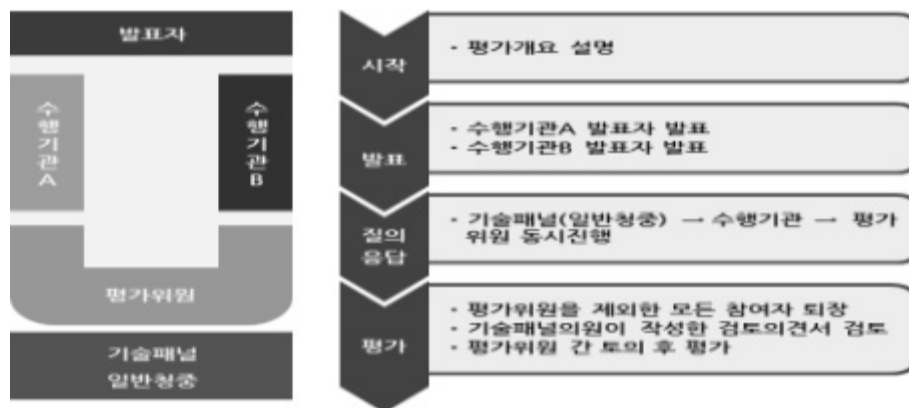 발표자
수행기관A
수행기관B
평가위원
기술패널
일반청중
시작
· 평가개요 설명
발표
· 수행기관A 발표자 발표
· 수행기관B 발표자 발표
질의
응답
· 기술패널(일반청중) → 수행기관 → 평가
위원 동시진행
평가
· 평가위원을 제외한 모든 참여자 퇴장
· 기술패널의원이 작성한 검토의견서 검토
· 평가위원 간 토의 후 평가